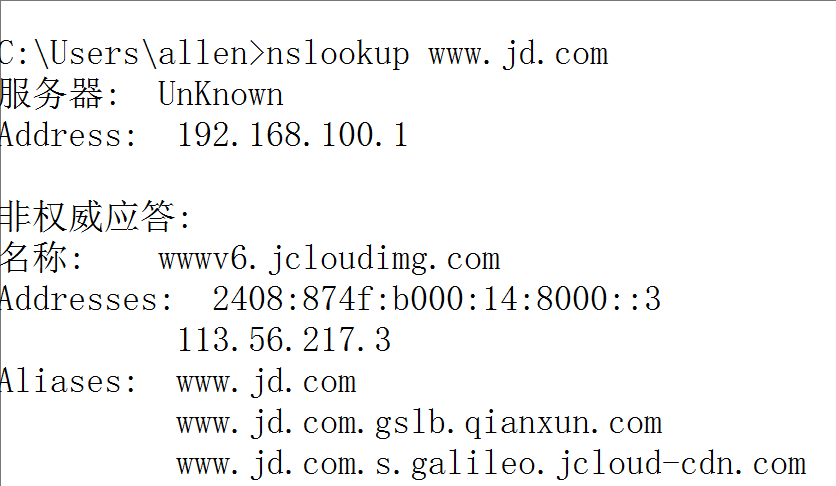 C:\Users\allen>nslookup www.jd.com
服务器:  UnKnown
Address:  192.168.100.1
非权威应答:
名称:    wwwv6.jcloudimg.com
Addresses:  2408:874f:b000:14:8000::3
113.56.217.3
Aliases:  www.jd.com
www.jd.com.gslb.qianxun.com
www.jd.com.s.galileo.jcloud-cdn.com